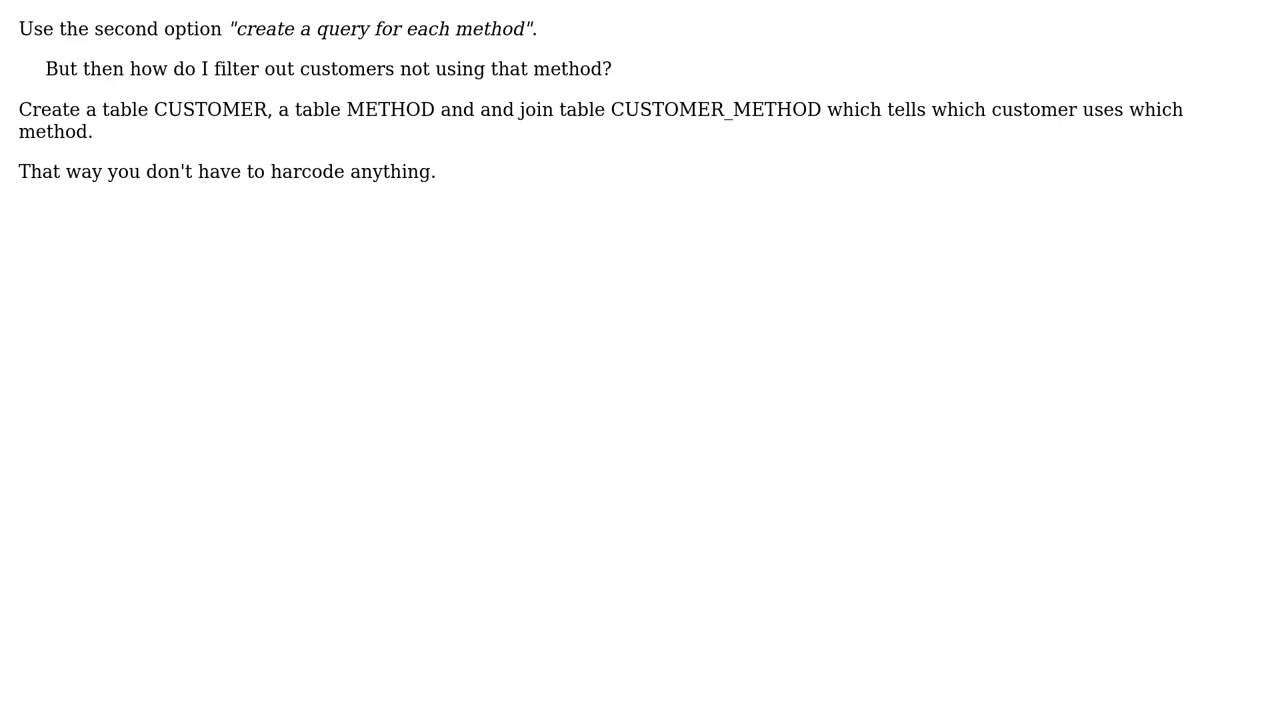 Use the second option "create a query for each method".
But then how do I filter out customers not using that method?
Create a table CUSTOMER, a table METHOD and and join table CUSTOMER_METHOD which tells which customer uses which
method.
That way you don't have to harcode anything.